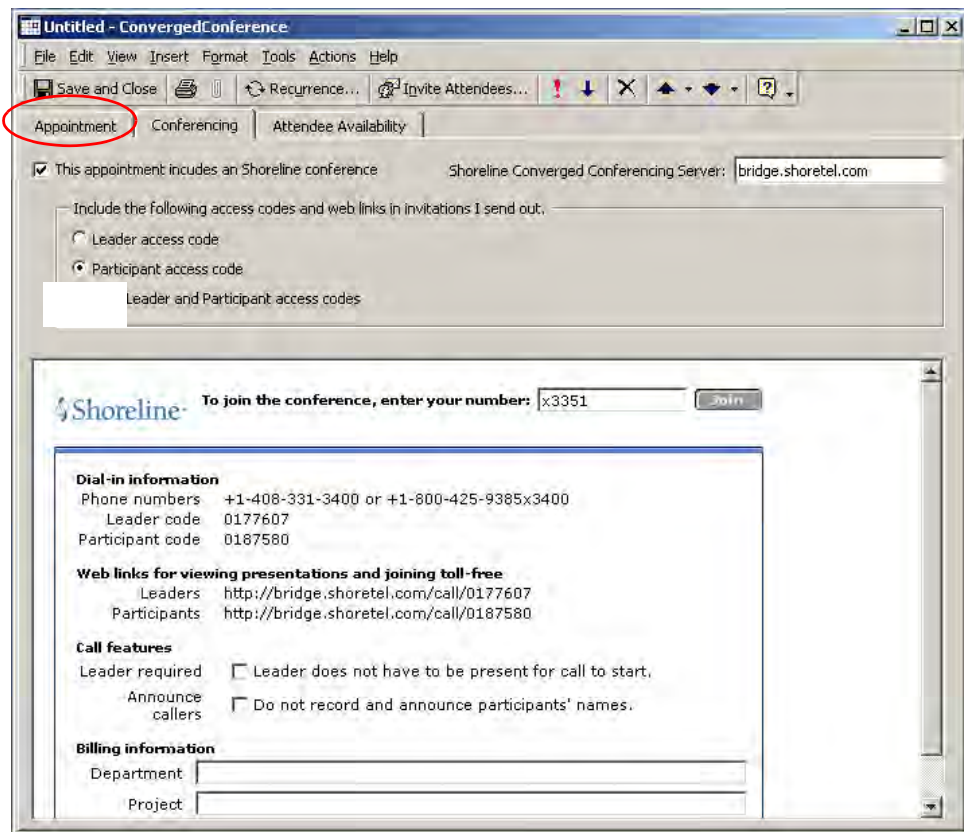 Untitled - ConvergedConference
File Edit View Insert Format Tools Actions Help
Save and Close Recurrence... Invite Attendees...
Appointment Conferencing Attendee Availability
This appointment incudes an Shoreline conference Shoreline Converged Conferencing Server: bridge.shoretel.com
Include the following access codes and web links in invitations I send out.
Leader access code
Participant access code
Leader and Participant access codes
Shoreline To join the conference, enter your number: x3351 Join
Dial-in information
Phone numbers +1-408-331-3400 or +1-800-425-9385x3400
Leader code 0177607
Participant code 0187580
Web links for viewing presentations and joining toll-free
Leaders http://bridge.shoretel.com/call/0177607
Participants http://bridge.shoretel.com/call/0187580
Call features
Leader required Leader does not have to be present for call to start.
Announce callers Do not record and announce participants' names.
Billing information
Department
Project